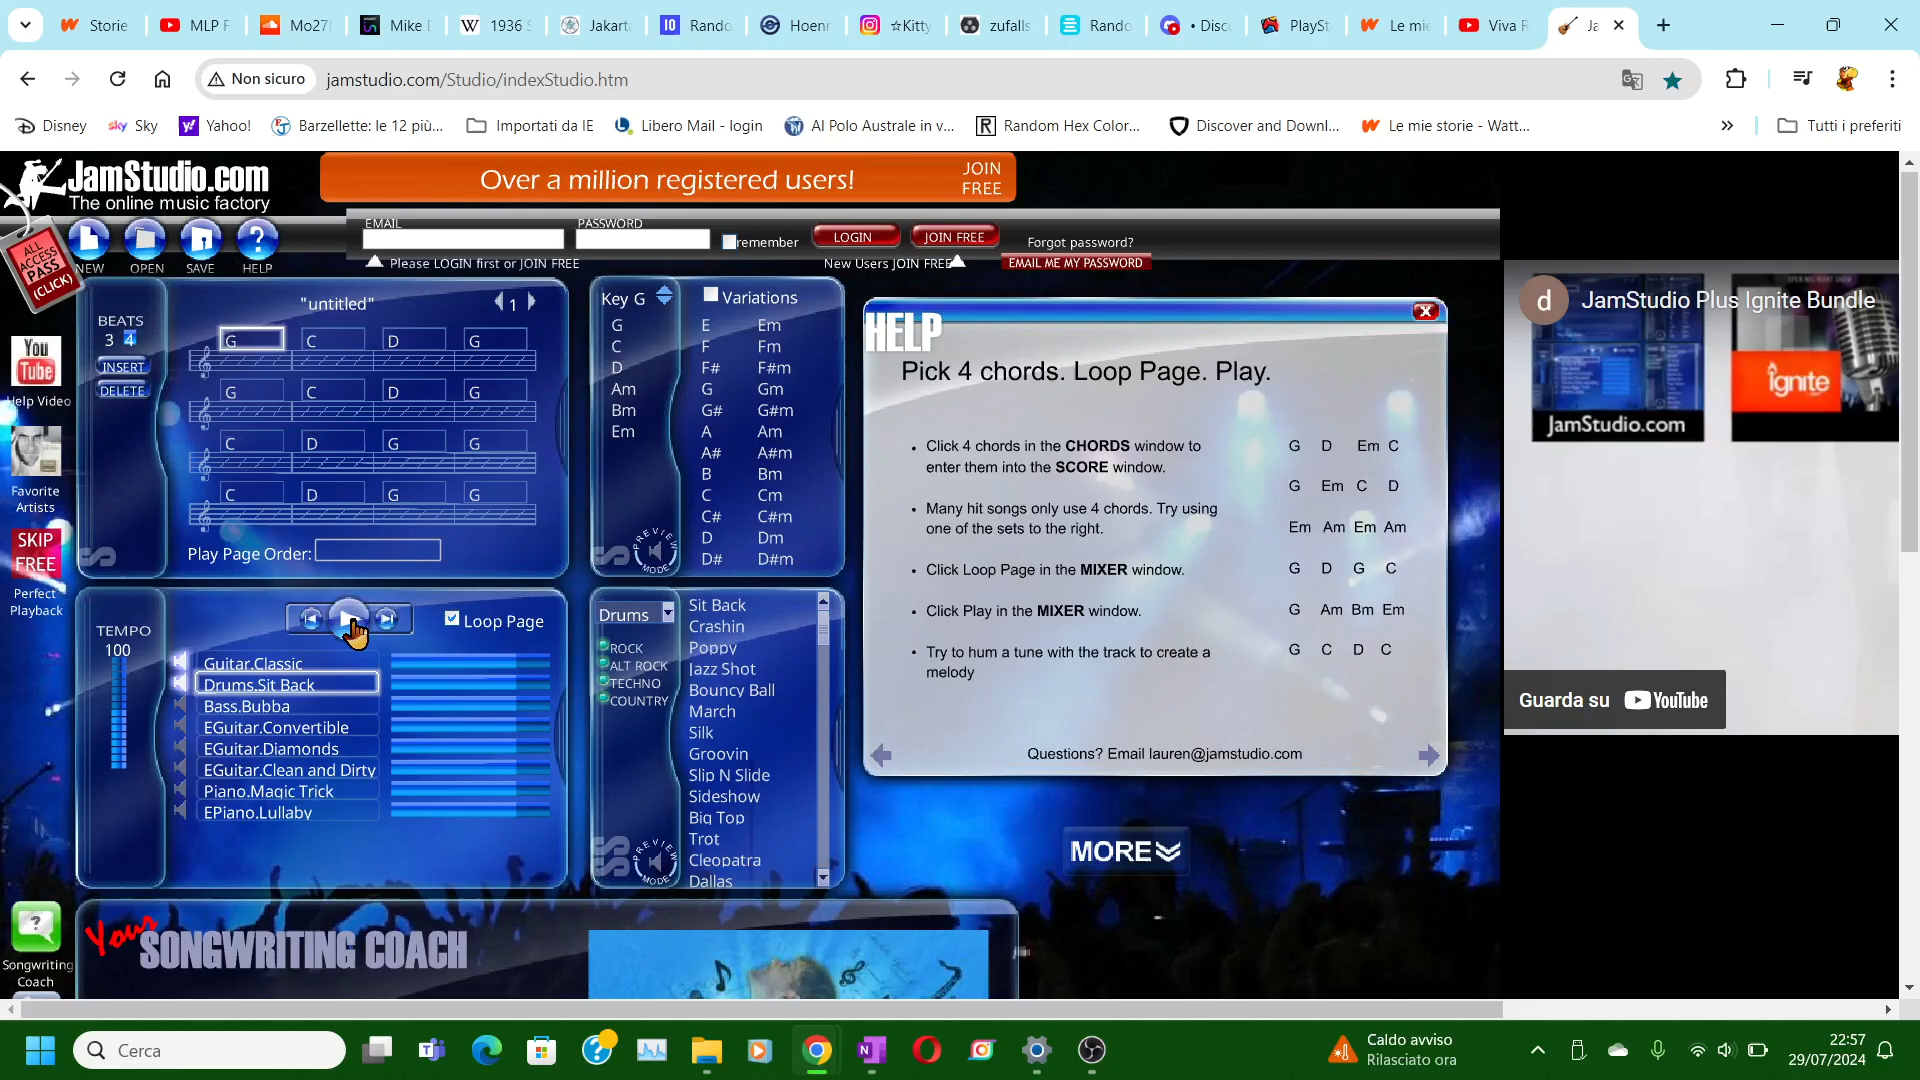 Storie
MLP F
Mo27
Mike
1936 S
Jakart
Rando
Hoenn
☆Kitty
zufalls
Rando
• Disc
PlaySt
Le mie
Viva R
Ja
Non sicuro
jamstudio.com/Studio/indexStudio.htm
Disney
Sky
Yahoo!
Barzellette: le 12 più...
Importati da IE
Libero Mail - login
Al Polo Australe in v...
Random Hex Color...
Discover and Downl...
Le mie storie - Watt...
Tutti i preferiti
JamStudio.com
The online music factory
Over a million registered users!
JOIN FREE
ALL ACCESS PASS (CLICK)
NEW
OPEN
SAVE
HELP
EMAIL
PASSWORD
remember
LOGIN
JOIN FREE
Forgot password?
Please LOGIN first or JOIN FREE
New Users JOIN FREE
EMAIL ME MY PASSWORD
You Tube
Help Video
Favorite Artists
SKIP FREE
Perfect Playback
Songwriting Coach
BEATS
3 4
INSERT
DELETE
"untitled"
1
G C D G
G C D G
C D G G
C D G G
Play Page Order:
Key G
G
C
D
Am
Bm
Em
Variations
E Em
F Fm
F# F#m
G Gm
G# G#m
A Am
A# A#m
B Bm
C Cm
C# C#m
D Dm
D# D#m
PREVIEW MODE
HELP
Pick 4 chords. Loop Page. Play.
• Click 4 chords in the CHORDS window to
enter them into the SCORE window.
• Many hit songs only use 4 chords. Try using
one of the sets to the right.
• Click Loop Page in the MIXER window.
• Click Play in the MIXER window.
• Try to hum a tune with the track to create a
melody
G D Em C
G Em C D
Em Am Em Am
G D G C
G Am Bm Em
G C D C
Questions? Email lauren@jamstudio.com
MORE
d
JamStudio Plus Ignite Bundle
JamStudio.com
ignite
Guarda su YouTube
TEMPO
100
Loop Page
Guitar.Classic
Drums.Sit Back
Bass.Bubba
EGuitar.Convertible
EGuitar.Diamonds
EGuitar.Clean and Dirty
Piano.Magic Trick
EPiano.Lullaby
Drums
ROCK
ALT ROCK
TECHNO
COUNTRY
Sit Back
Crashin
Poppy
Jazz Shot
Bouncy Ball
March
Silk
Groovin
Slip N Slide
Sideshow
Big Top
Trot
Cleopatra
Dallas
PREVIEW MODE
Your SONGWRITING COACH
Cerca
Caldo avviso
Rilasciato ora
22:57
29/07/2024